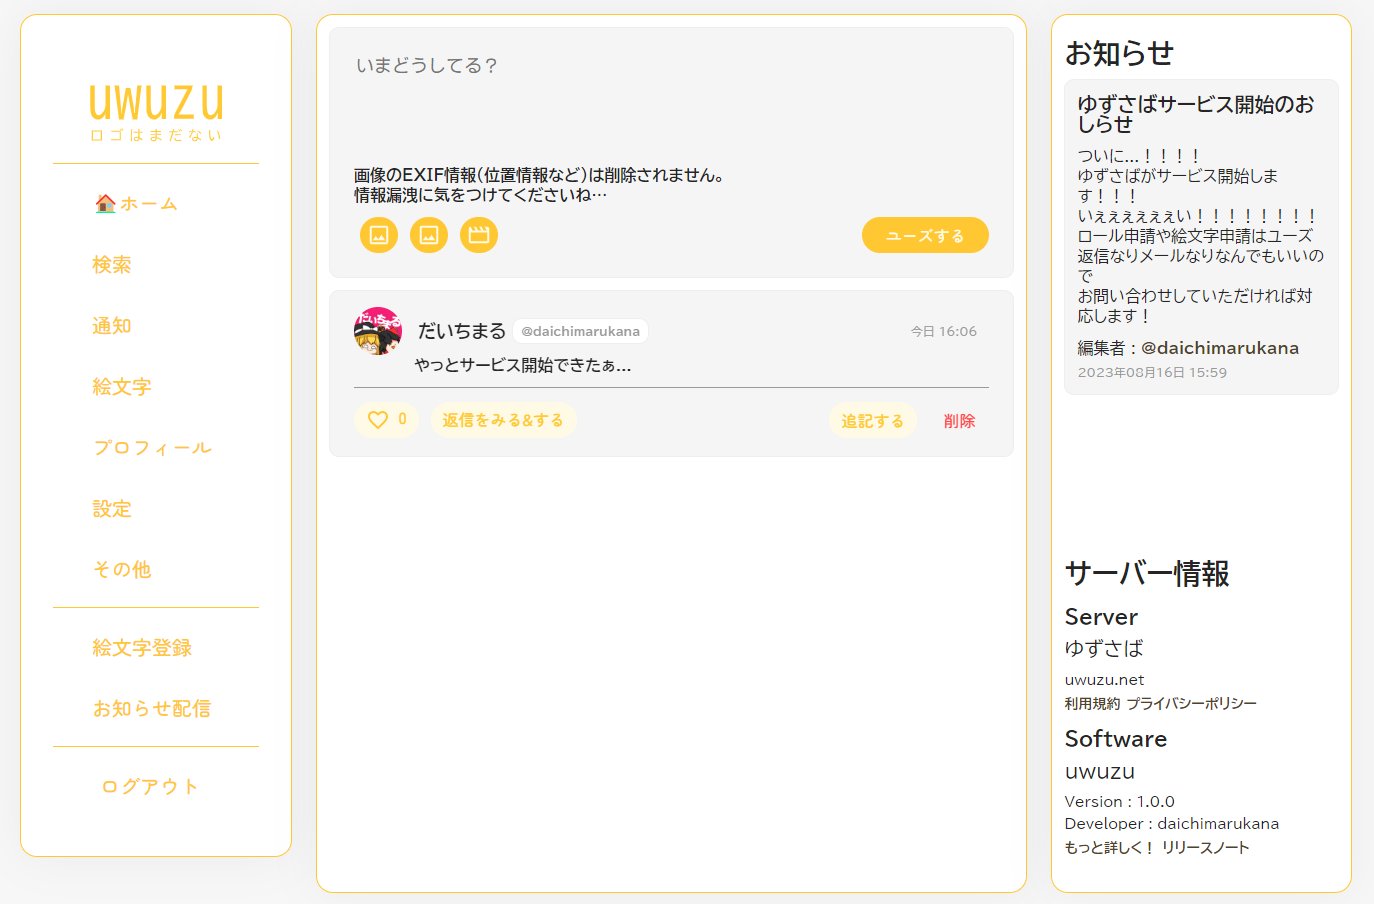 uwuzu
ロゴはまだない
ホーム
検索
通知
絵文字
プロフィール
設定
その他
絵文字登録
お知らせ配信
ログアウト
いまどうしてる？
画像のEXIF情報(位置情報など)は削除されません。
情報漏洩に気をつけてくださいね…
ユーズする
だいちまる @daichimarukana 今日 16:06
やっとサービス開始できたぁ...
0 返信をみる&する 追記する 削除
お知らせ
ゆずさばサービス開始のお
しらせ
ついに...！！！！
ゆずさばがサービス開始しま
す！！！
いぇぇぇぇぇぇい！！！！！！！！
ロール申請や絵文字申請はユーズ
返信なりメールなりなんでもいいの
で
お問い合わせしていただければ対
応します！
編集者 : @daichimarukana
2023年08月16日 15:59
サーバー情報
Server
ゆずさば
uwuzu.net
利用規約 プライバシーポリシー
Software
uwuzu
Version : 1.0.0
Developer : daichimarukana
もっと詳しく！ リリースノート